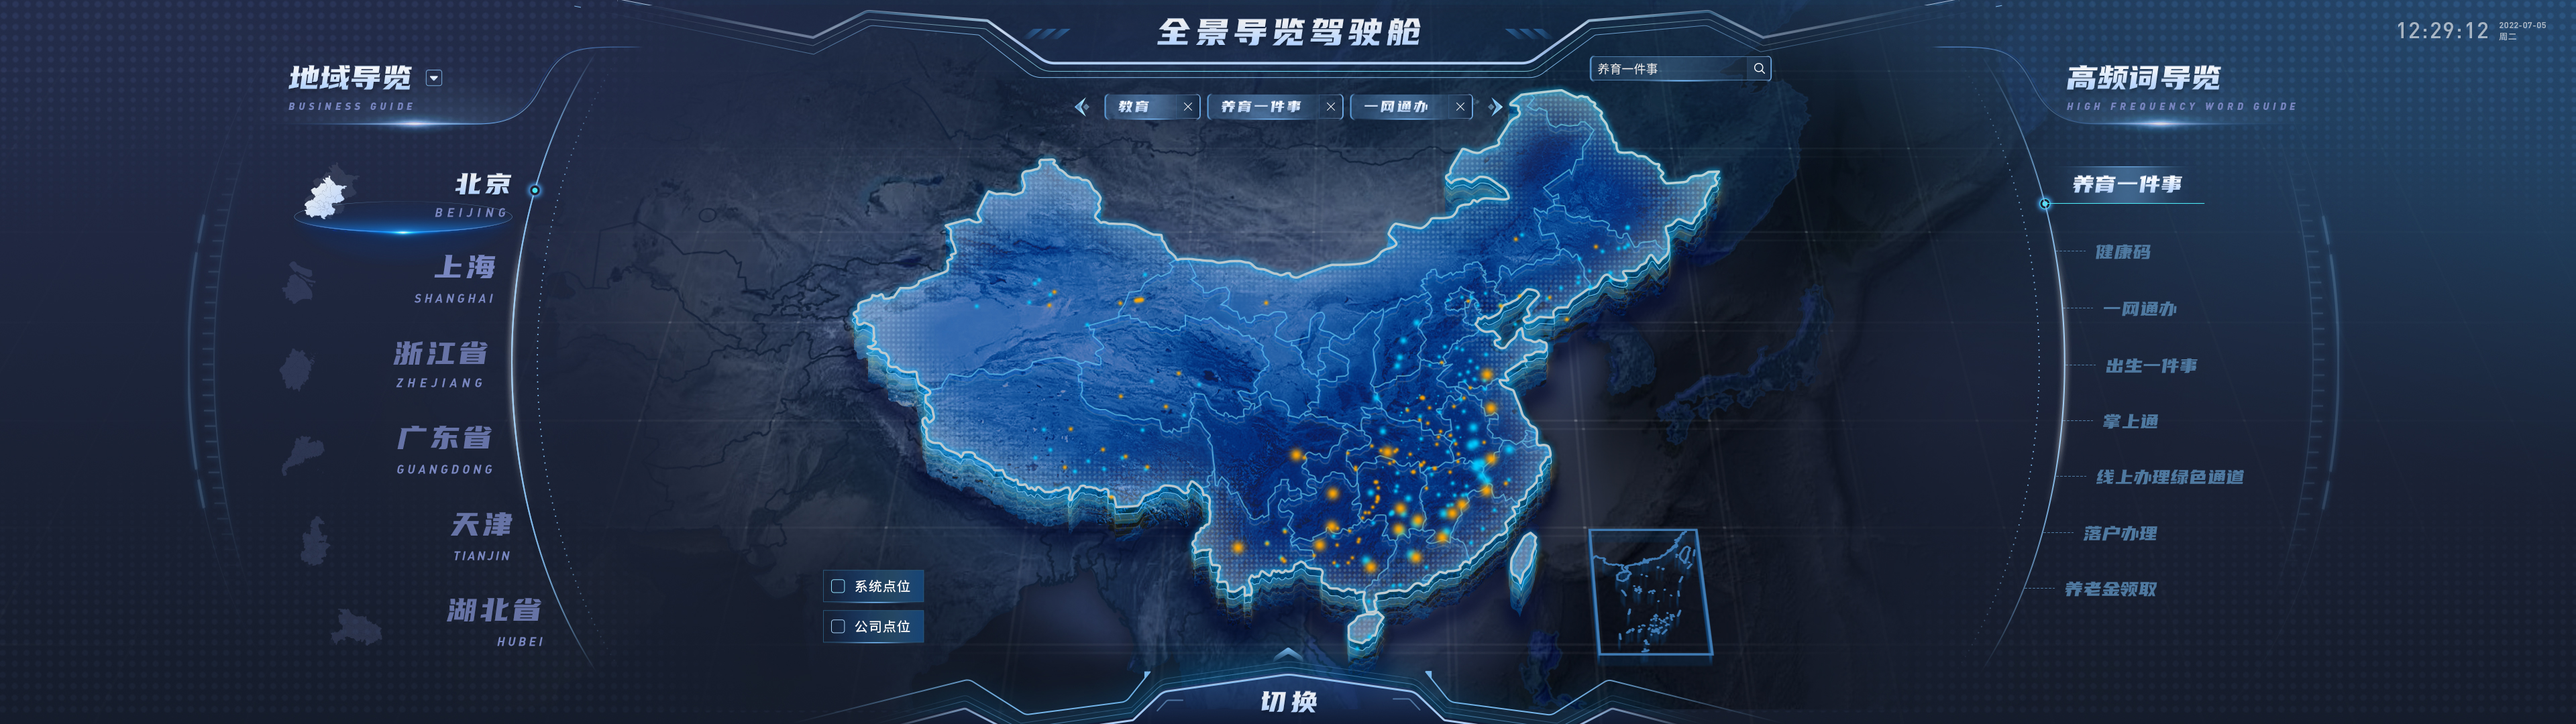 全景导览驾驶舱
12:29:12
2022-07-05
周二
养育一件事
教育
养育一件事
一网通办
地域导览
BUSINESS GUIDE
北京
BEIJING
上海
SHANGHAI
浙江省
ZHEJIANG
广东省
GUANGDONG
天津
TIANJIN
湖北省
HUBEI
系统点位
公司点位
切换
高频词导览
HIGH FREQUENCY WORD GUIDE
养育一件事
健康码
一网通办
出生一件事
掌上通
线上办理绿色通道
落户办理
养老金领取